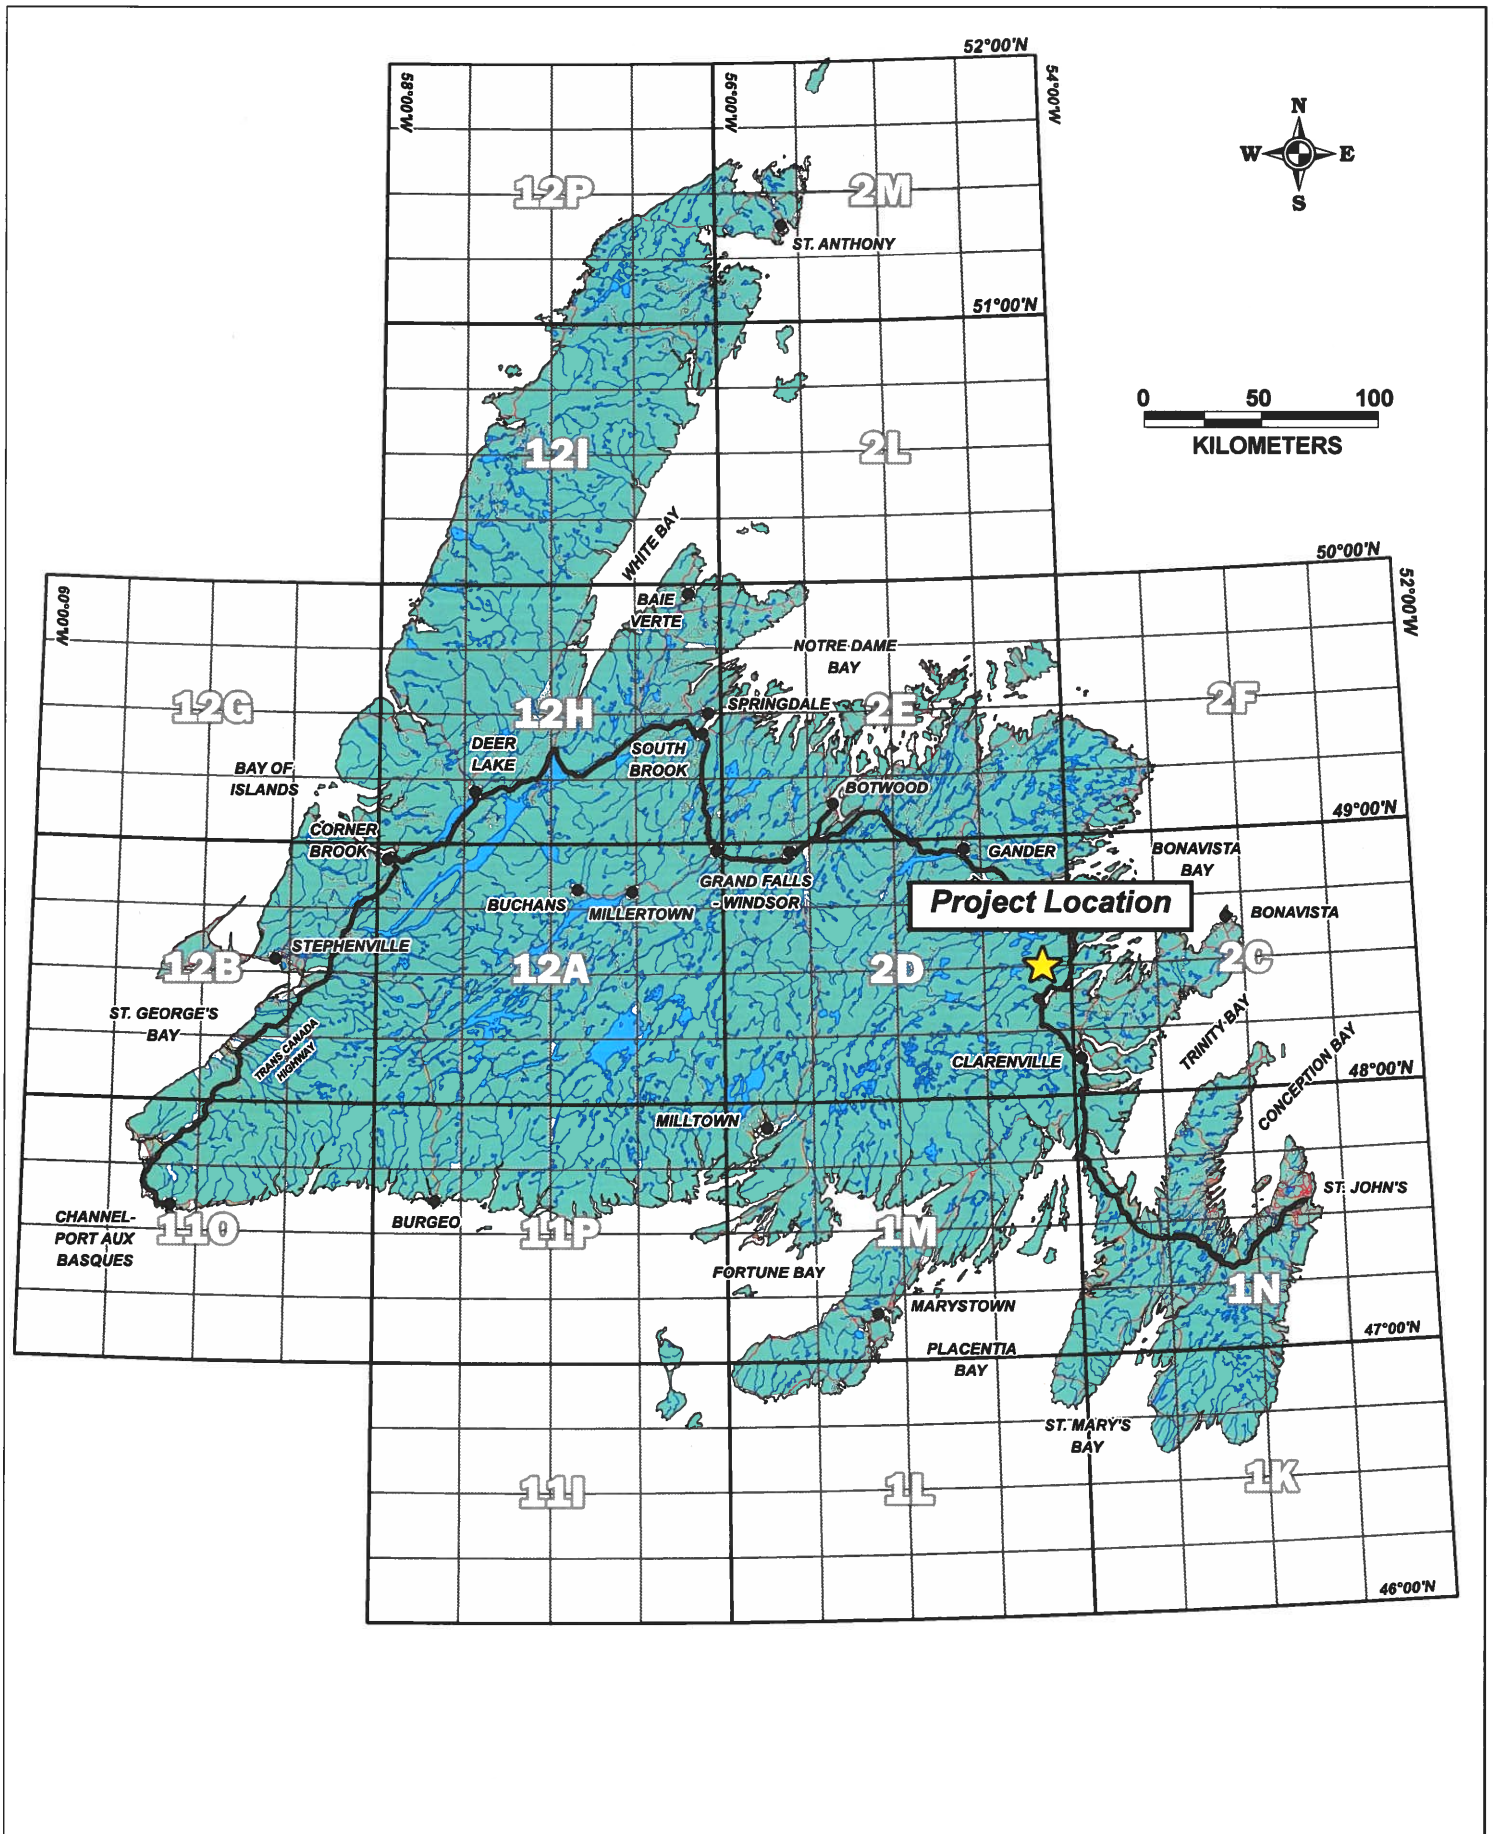 52°00'N
58°00'W
56°00'W
54°00'W
N
W
E
S
12P
2M
ST. ANTHONY
51°00'N
0
50
100
KILOMETERS
12I
2L
WHITE BAY
50°00'N
60°00'W
52°00'W
BAIE
VERTE
NOTRE DAME
BAY
12G
12H
SPRINGDALE
2E
2F
DEER
LAKE
SOUTH
BROOK
BAY OF
ISLANDS
BOTWOOD
49°00'N
CORNER
BROOK
GANDER
BONAVISTA
BAY
GRAND FALLS
- WINDSOR
BUCHANS
MILLERTOWN
Project Location
BONAVISTA
STEPHENVILLE
12B
12A
2D
2C
ST. GEORGE'S
BAY
TRANS CANADA
HIGHWAY
TRINITY BAY
CONCEPTION BAY
CLARENVILLE
48°00'N
MILLTOWN
ST. JOHN'S
CHANNEL-
PORT AUX
BASQUES
11O
BURGEO
11P
1M
FORTUNE BAY
1N
MARYSTOWN
47°00'N
PLACENTIA
BAY
ST. MARY'S
BAY
11I
1L
1K
46°00'N